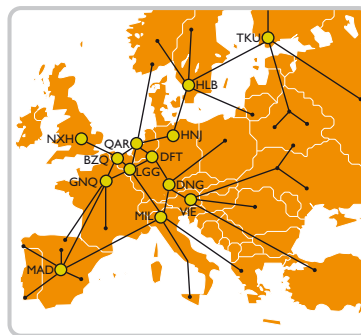 TKU
HLB
NXH
QAR
HNJ
BZQ
DFT
LGG
GNQ
DNG
VIE
MIL
MAD